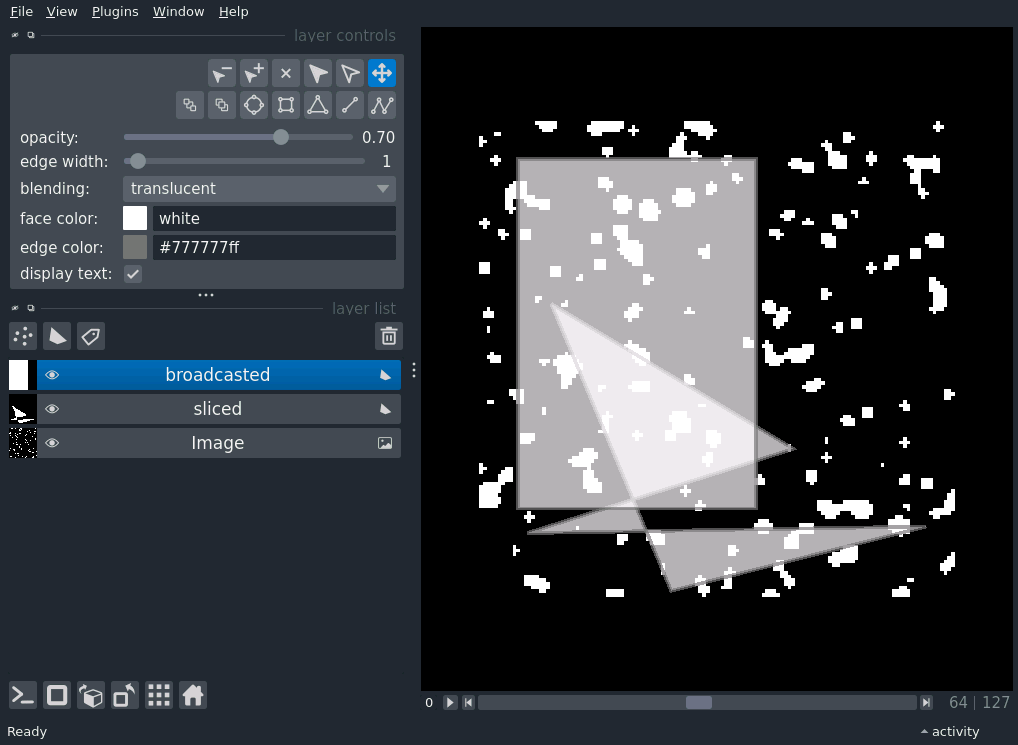 File View Plugins Window Help
layer controls
opacity: 0.70
edge width: 1
blending: translucent
face color: white
edge color: #777777ff
display text:
layer list
broadcasted
sliced
Image
0 64 | 127
Ready activity